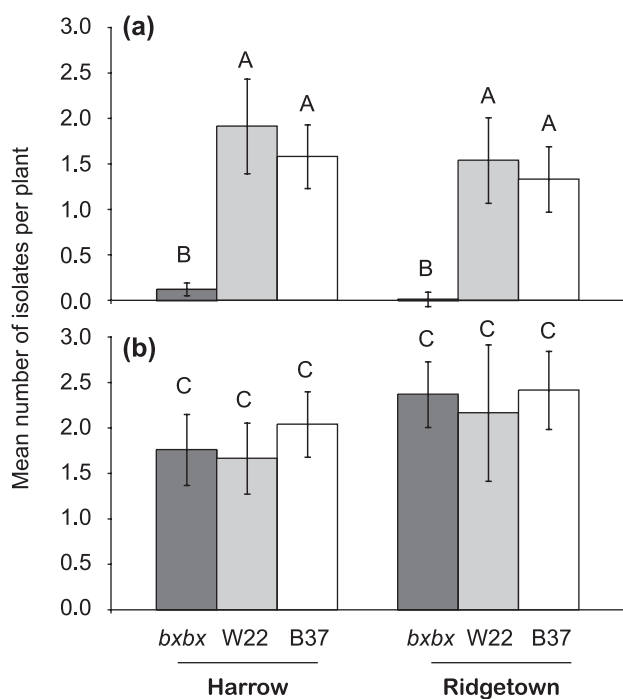 Mean number of isolates per plant
(a)
3.0
2.5
2.0
1.5
1.0
0.5
0.0
B A A B A A
(b)
3.0
2.5
2.0
1.5
1.0
0.5
0.0
C C C C C C
bxbx W22 B37 bxbx W22 B37
Harrow Ridgetown